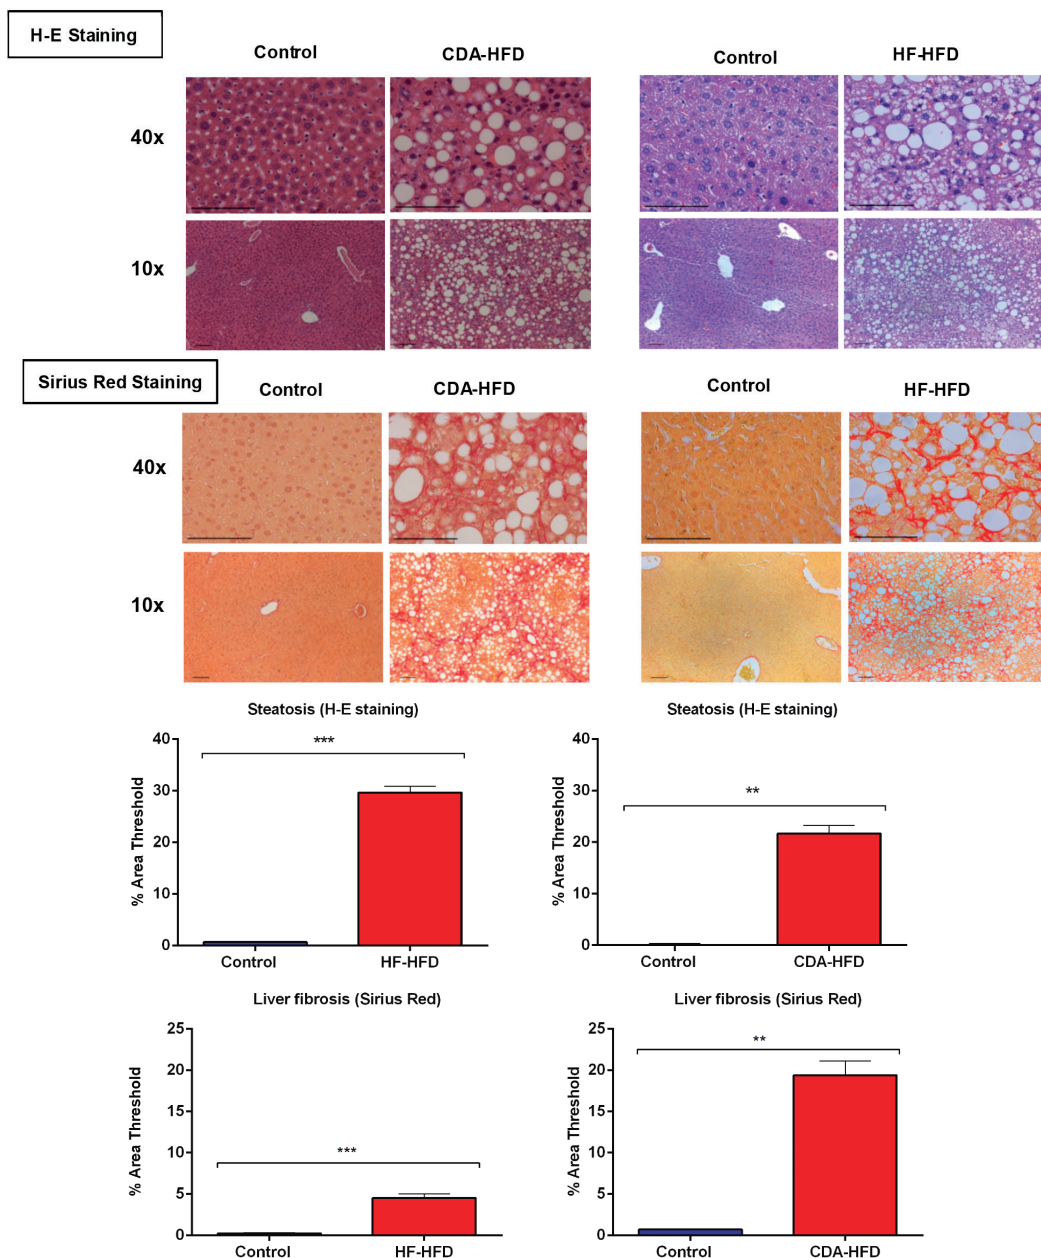 H-E Staining
Control
CDA-HFD
Control
HF-HFD
40x
10x
Sirius Red Staining
Control
CDA-HFD
Control
HF-HFD
40x
10x
Steatosis (H-E staining)
***
% Area Threshold
40
30
20
10
0
Control
HF-HFD
Steatosis (H-E staining)
**
% Area Threshold
40
30
20
10
0
Control
CDA-HFD
Liver fibrosis (Sirius Red)
***
% Area Threshold
25
20
15
10
5
0
Control
HF-HFD
Liver fibrosis (Sirius Red)
**
% Area Threshold
25
20
15
10
5
0
Control
CDA-HFD